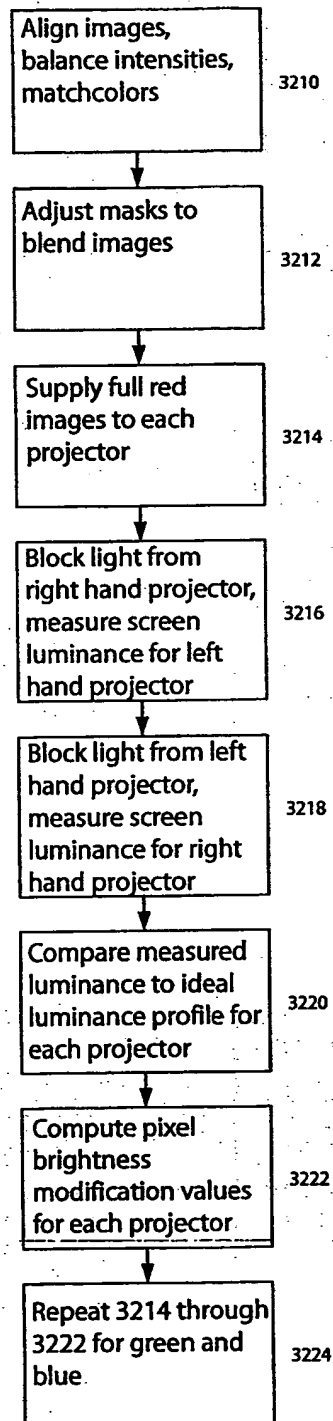 Align images,
balance intensities,
matchcolors
3210
Adjust masks to
blend images
3212
Supply full red
images to each
projector
3214
Block light from
right hand projector,
measure screen
luminance for left
hand projector
3216
Block light from left
hand projector,
measure screen
luminance for right
hand projector
3218
Compare measured
luminance to ideal
luminance profile for
each projector
3220
Compute pixel
brightness
modification values
for each projector
3222
Repeat 3214 through
3222 for green and
blue
3224